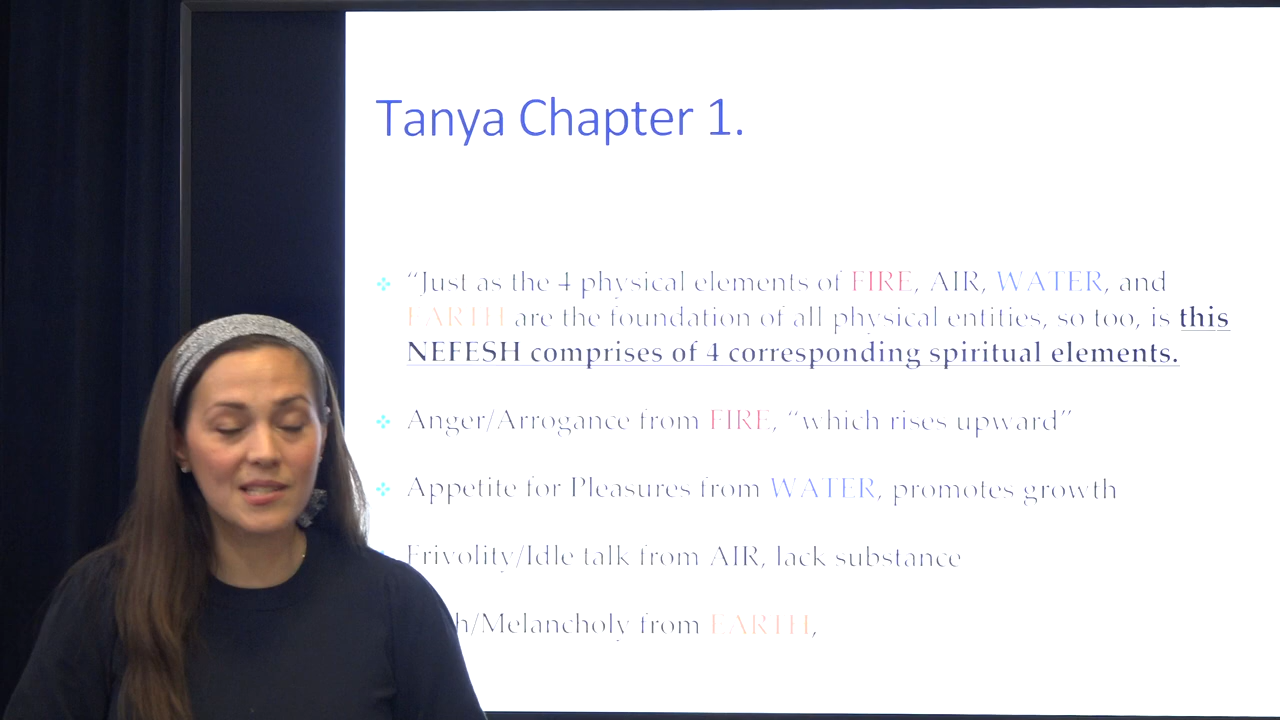 Tanya Chapter 1.
“Just as the 4 physical elements of FIRE, AIR, WATER, and
EARTH are the foundation of all physical entities, so too, is this
NEFESH comprises of 4 corresponding spiritual elements.
Anger/Arrogance from FIRE, “which rises upward”
Appetite for Pleasures from WATER, promotes growth
Frivolity/Idle talk from AIR, lack substance
h/Melancholy from EARTH,